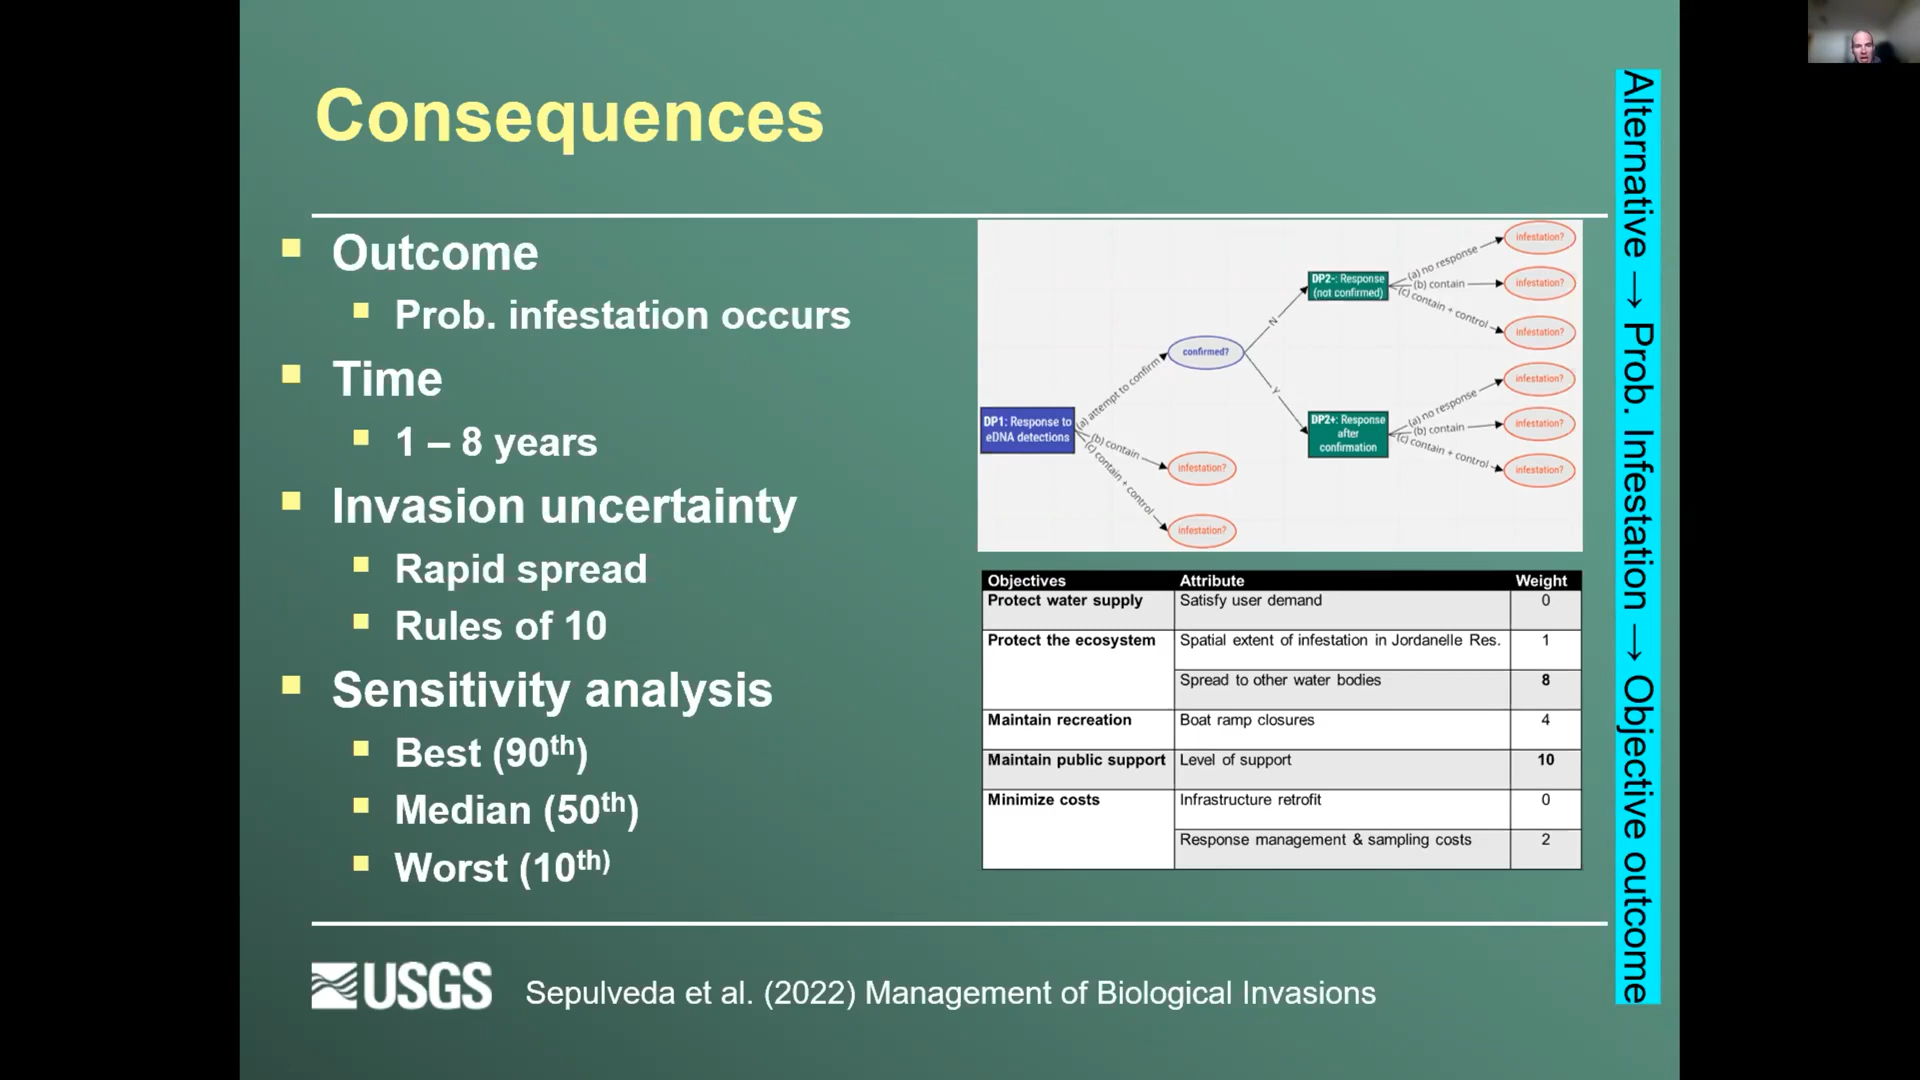 Consequences
Outcome
Prob. infestation occurs
Time
1 – 8 years
Invasion uncertainty
Rapid spread
Rules of 10
Sensitivity analysis
Best (90th)
Median (50th)
Worst (10th)
DP1: Response to
eDNA detections
(a) attempt to confirm
(b) contain
(c) contain + control
confirmed?
infestation?
infestation?
N
Y
DP2-: Response
(not confirmed)
(a) no response
(b) contain
(c) contain + control
infestation?
infestation?
infestation?
DP2+: Response
after
confirmation
(a) no response
(b) contain
(c) contain + control
infestation?
infestation?
infestation?
Objectives Attribute Weight
Protect water supply Satisfy user demand 0
Protect the ecosystem Spatial extent of infestation in Jordanelle Res. 1
Spread to other water bodies 8
Maintain recreation Boat ramp closures 4
Maintain public support Level of support 10
Minimize costs Infrastructure retrofit 0
Response management & sampling costs 2
Alternative → Prob. Infestation → Objective outcome
USGS
Sepulveda et al. (2022) Management of Biological Invasions